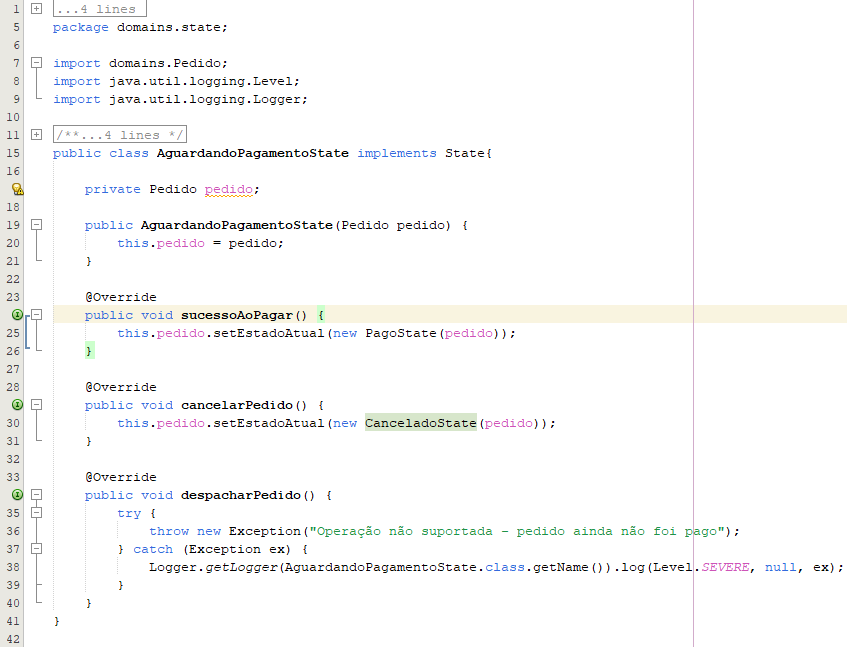 1 ...4 lines
5 package domains.state;
6
7 import domains.Pedido;
8 import java.util.logging.Level;
9 import java.util.logging.Logger;
10
11 /**...4 lines */
15 public class AguardandoPagamentoState implements State{
16
private Pedido pedido;
18
19 public AguardandoPagamentoState(Pedido pedido) {
20 this.pedido = pedido;
21 }
22
23 @Override
public void sucessoAoPagar() {
25 this.pedido.setEstadoAtual(new PagoState(pedido));
26 }
27
28 @Override
public void cancelarPedido() {
30 this.pedido.setEstadoAtual(new CanceladoState(pedido));
31 }
32
33 @Override
public void despacharPedido() {
35 try {
36 throw new Exception("Operação não suportada - pedido ainda não foi pago");
37 } catch (Exception ex) {
38 Logger.getLogger(AguardandoPagamentoState.class.getName()).log(Level.SEVERE, null, ex);
39 }
40 }
41 }
42